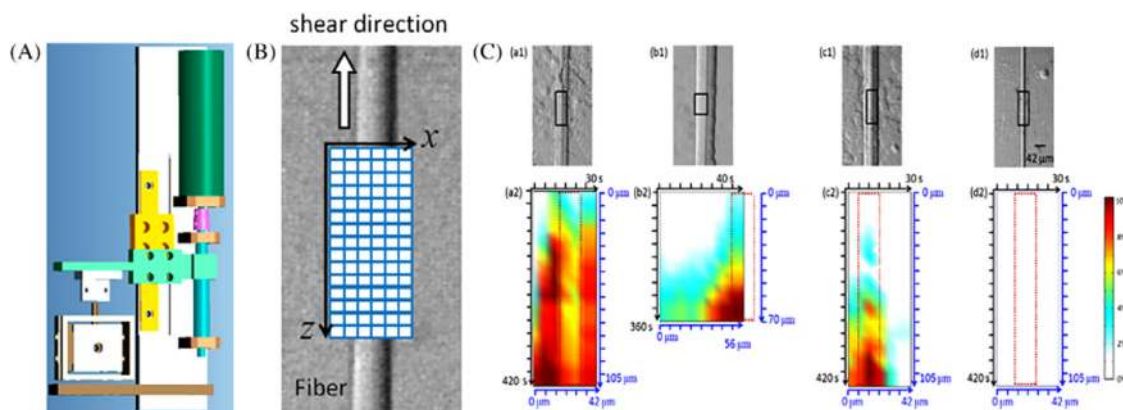 shear direction
(A)
(B)
(C)
(a1)
(b1)
(c1)
(d1)
x
z
Fiber
42 μm
30 s
40 s
30 s
30 s
(a2)
(b2)
(c2)
(d2)
0 μm
0 μm
0 μm
0 μm
360 s
70 μm
0 μm
56 μm
420 s
105 μm
420 s
105 μm
420 s
105 μm
0 μm
42 μm
0 μm
42 μm
0 μm
42 μm